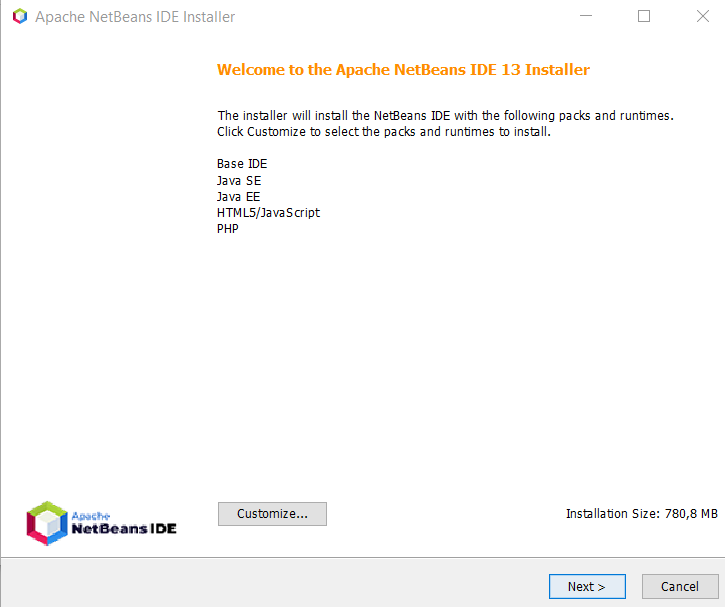 Apache NetBeans IDE Installer
Welcome to the Apache NetBeans IDE 13 Installer
The installer will install the NetBeans IDE with the following packs and runtimes.
Click Customize to select the packs and runtimes to install.
Base IDE
Java SE
Java EE
HTML5/JavaScript
PHP
Apache
NetBeans IDE
Customize...
Installation Size: 780,8 MB
Next >
Cancel